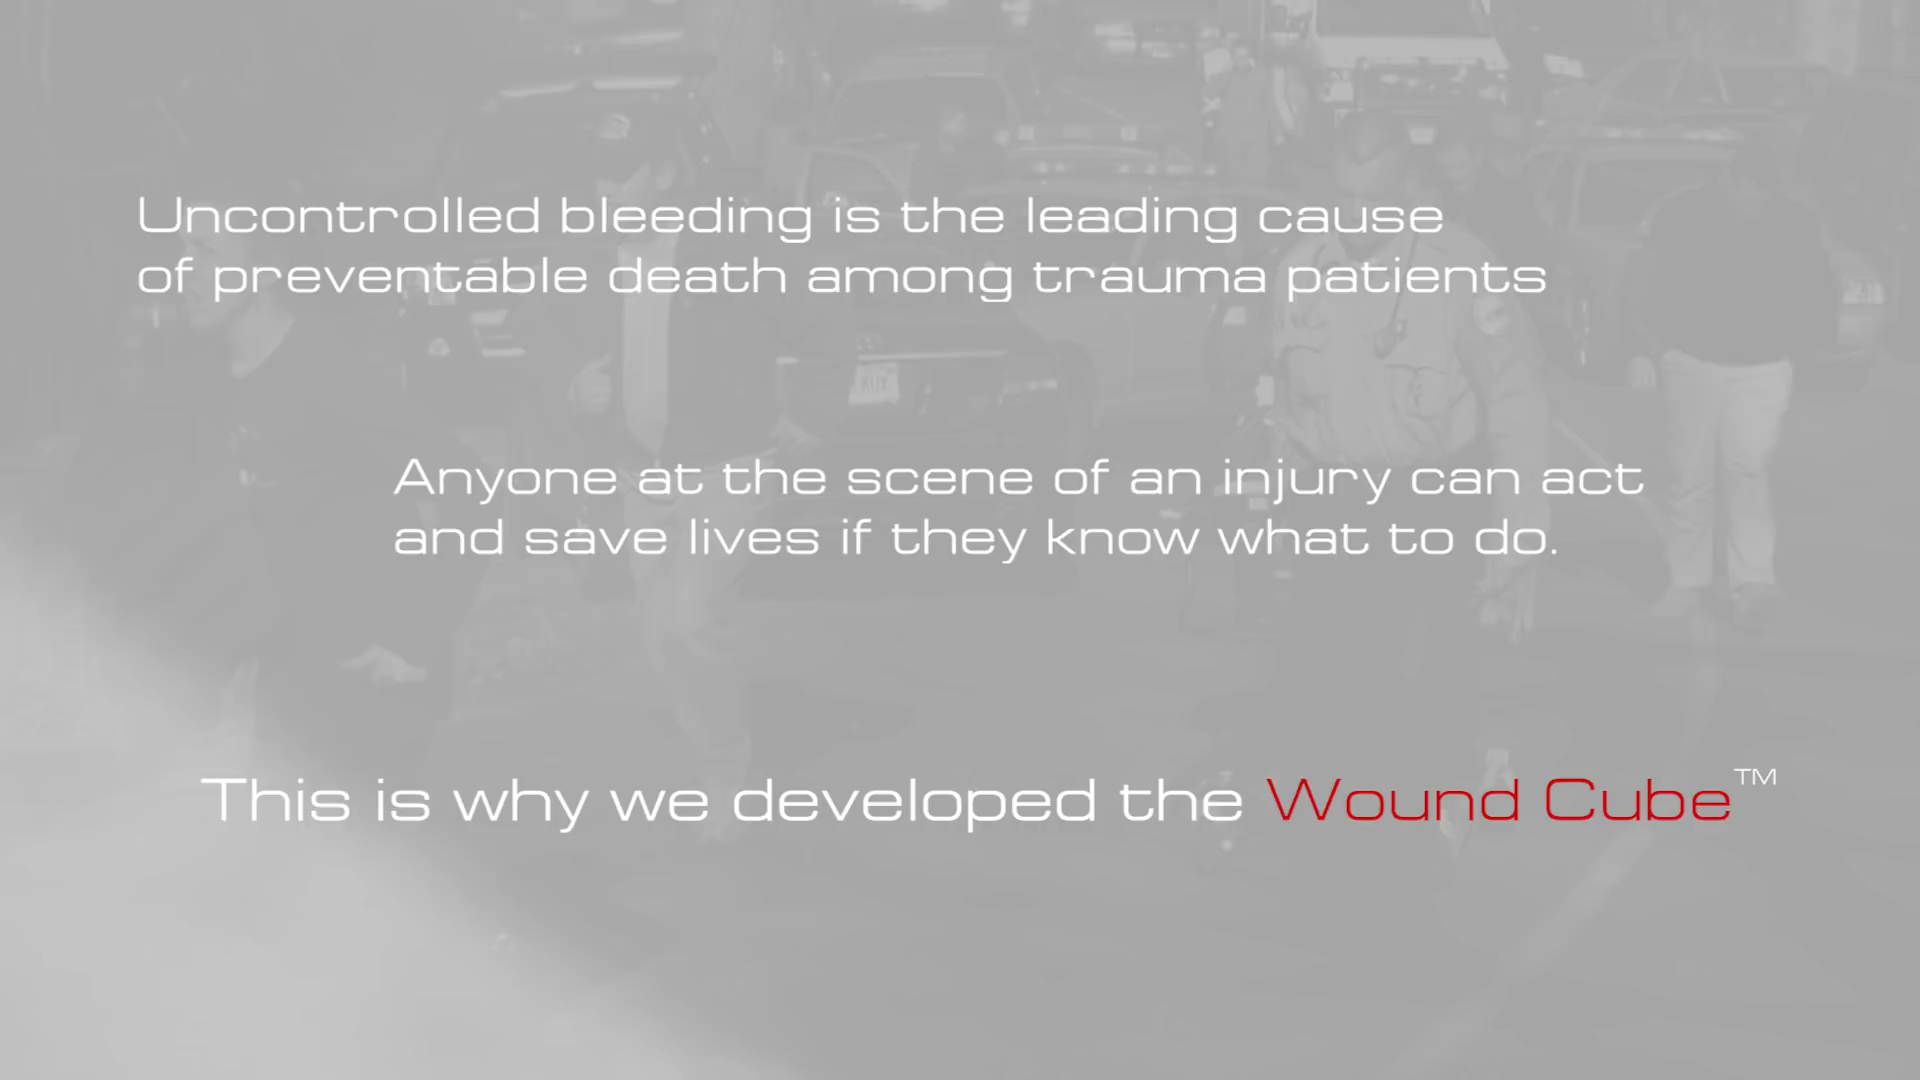 Uncontrolled bleeding is the leading cause
of preventable death among trauma patients
Anyone at the scene of an injury can act
and save lives if they know what to do.
This is why we developed the Wound Cube™